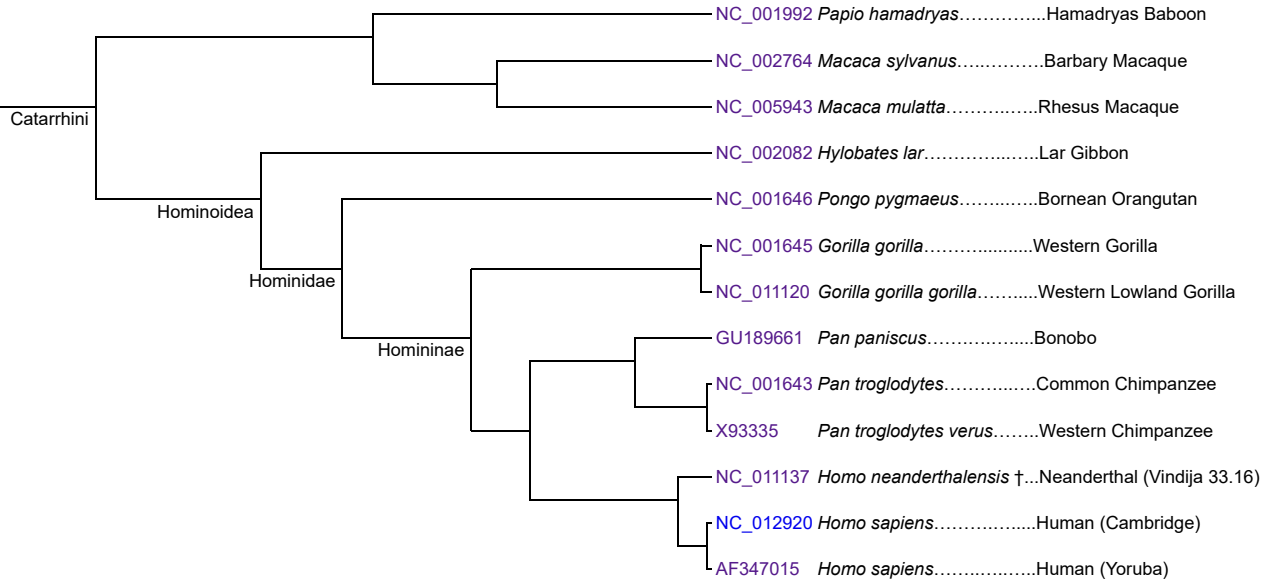 NC_001992 Papio hamadryas…………...Hamadryas Baboon
NC_002764 Macaca sylvanus…..……….Barbary Macaque
NC_005943 Macaca mulatta………..…...Rhesus Macaque
Catarrhini
NC_002082 Hylobates lar…………...…..Lar Gibbon
NC_001646 Pongo pygmaeus……...…..Bornean Orangutan
Hominoidea
NC_001645 Gorilla gorilla………...........Western Gorilla
Hominidae
NC_011120 Gorilla gorilla gorilla……......Western Lowland Gorilla
GU189661 Pan paniscus………..……....Bonobo
Homininae
NC_001643 Pan troglodytes………...…..Common Chimpanzee
X93335 Pan troglodytes verus……..Western Chimpanzee
NC_011137 Homo neanderthalensis †...Neanderthal (Vindija 33.16)
NC_012920 Homo sapiens……….….....Human (Cambridge)
AF347015 Homo sapiens……...……...Human (Yoruba)